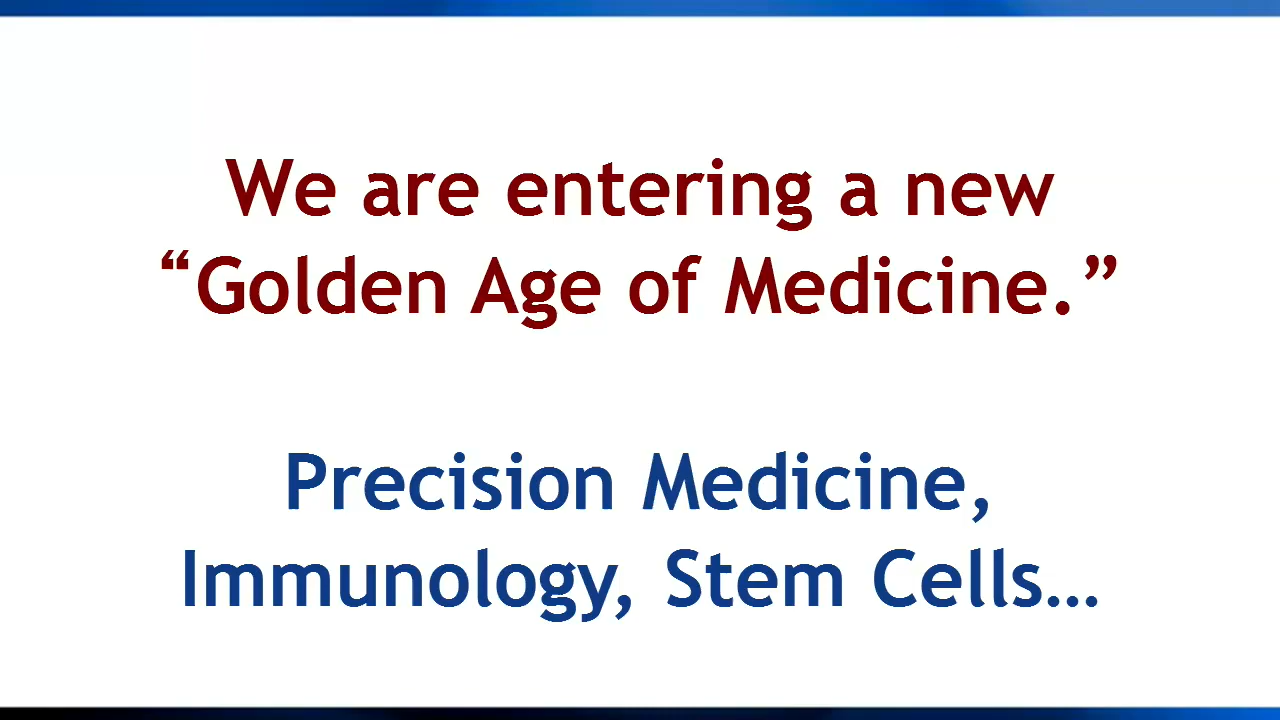 We are entering a new
“Golden Age of Medicine.”
Precision Medicine,
Immunology, Stem Cells…